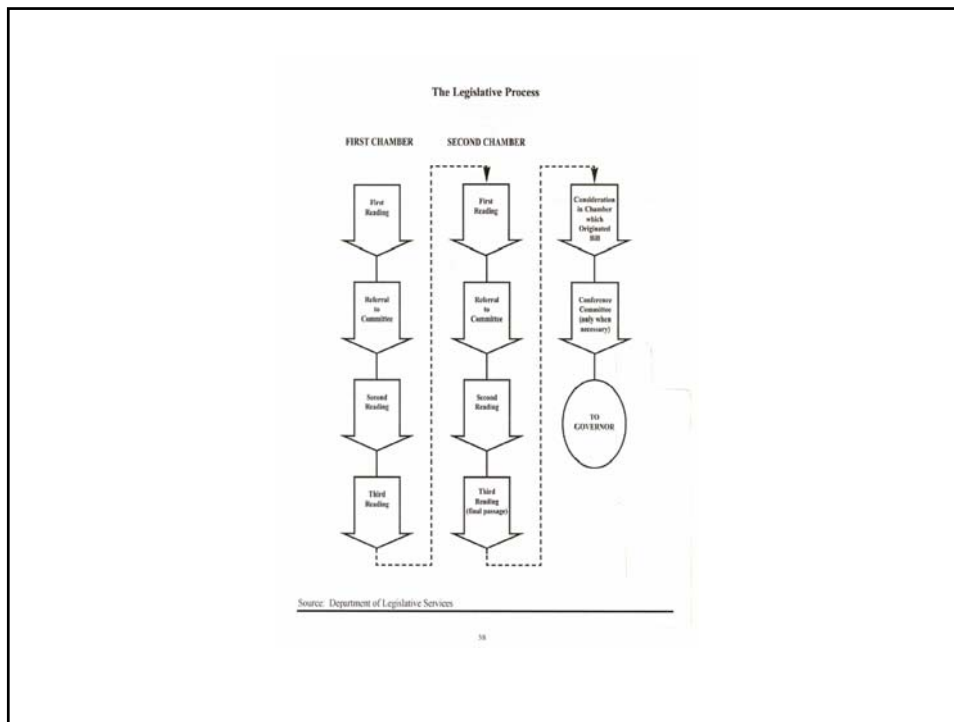 The Legislative Process
FIRST CHAMBER
First
Reading
Referral
to
Committee
Second
Reading
Third
Reading
SECOND CHAMBER
First
Reading
Referral
to
Committee
Second
Reading
Third
Reading
(final passage)
Consideration
in Chamber
which
Originated
Bill
Conference
Committee
(only when
necessary)
TO
GOVERNOR
Source: Department of Legislative Services
58